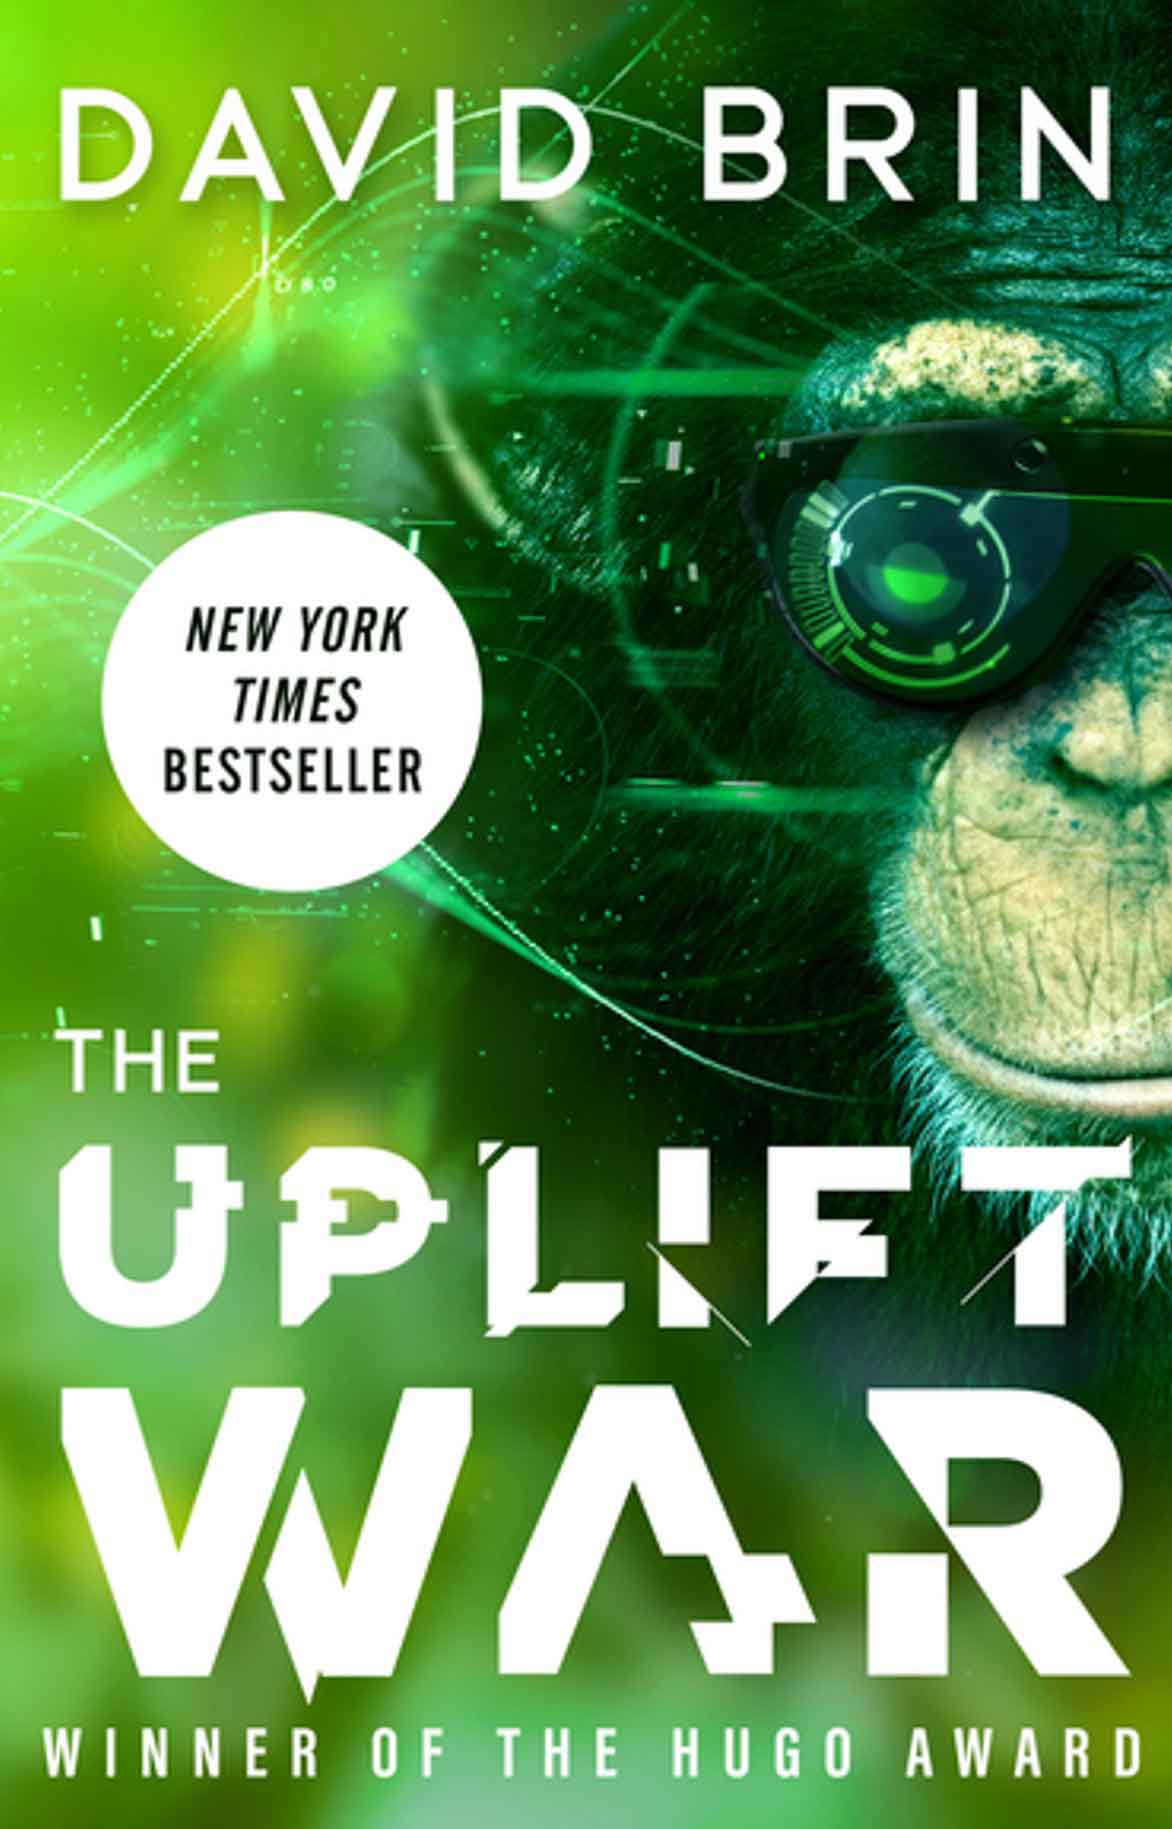 DAVID BRIN
NEW YORK
TIMES
BESTSELLER
THE
UPLIFT
WAR
WINNER OF THE HUGO AWARD